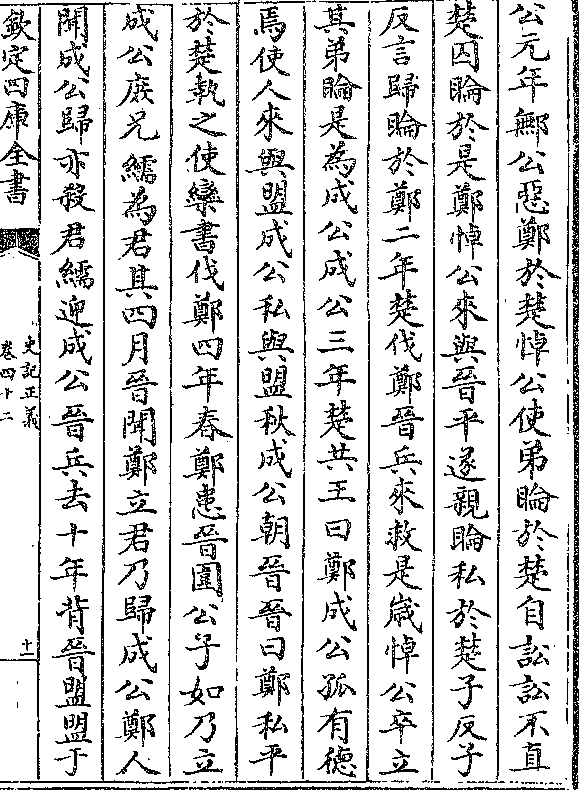 公元年鄦公惡鄭於楚悼公使弟睔於楚自訟訟不直
楚囚睔於是鄭悼公來與晉平遂親睔私於楚子反子
反言歸睔於鄭二年楚伐鄭晉兵來救是歲悼公卒立
其弟睔是為成公成公三年楚共王曰鄭成公孤有德
焉使人來與盟成公私與盟秋成公朝晉晉曰鄭私平
於楚執之使欒書伐鄭四年春鄭患晉圍公子如乃立
成公庶兄繻為君其四月晉聞鄭立君乃歸成公鄭人
聞成公歸亦殺君繻迎成公晉兵去十年背晉盟盟于
欽定四庫全書
史記正義
卷四十二
十一